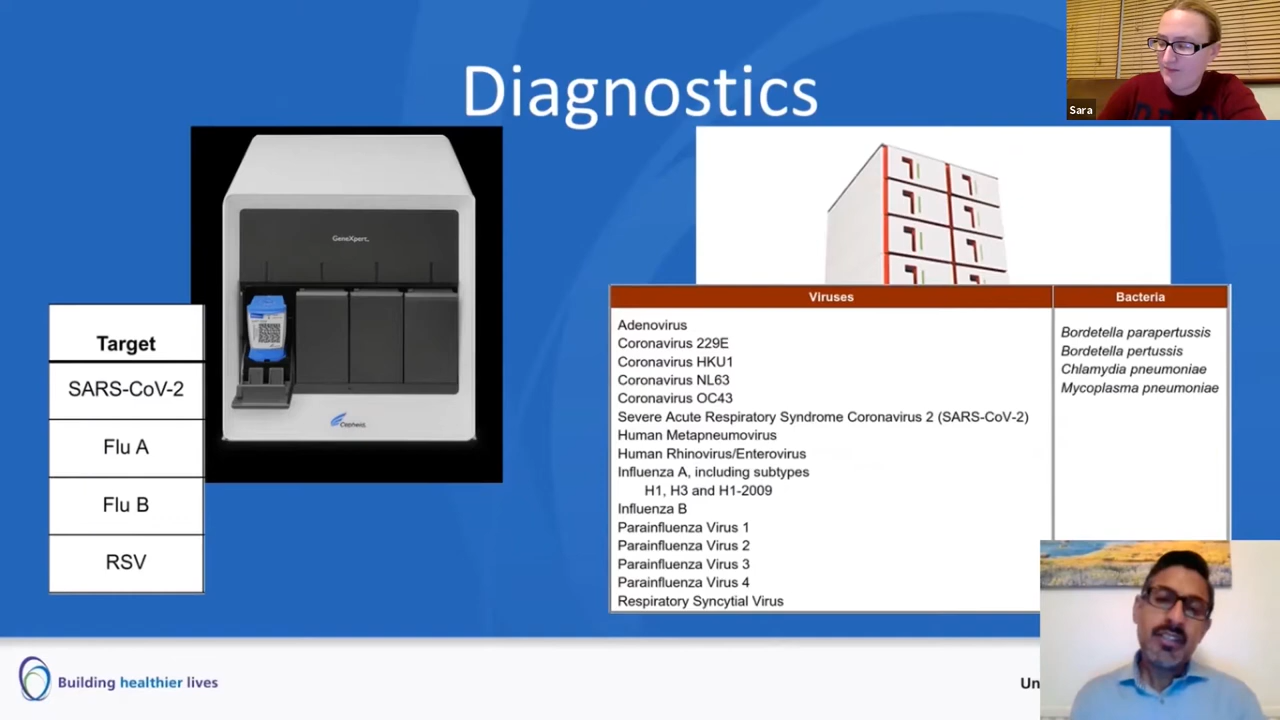 Diagnostics
Sara
GeneXpert
Cepheid
Target
SARS-CoV-2
Flu A
Flu B
RSV
Viruses
Adenovirus
Coronavirus 229E
Coronavirus HKU1
Coronavirus NL63
Coronavirus OC43
Severe Acute Respiratory Syndrome Coronavirus 2 (SARS-CoV-2)
Human Metapneumovirus
Human Rhinovirus/Enterovirus
Influenza A, including subtypes
H1, H3 and H1-2009
Influenza B
Parainfluenza Virus 1
Parainfluenza Virus 2
Parainfluenza Virus 3
Parainfluenza Virus 4
Respiratory Syncytial Virus
Bacteria
Bordetella parapertussis
Bordetella pertussis
Chlamydia pneumoniae
Mycoplasma pneumoniae
Building healthier lives
Un